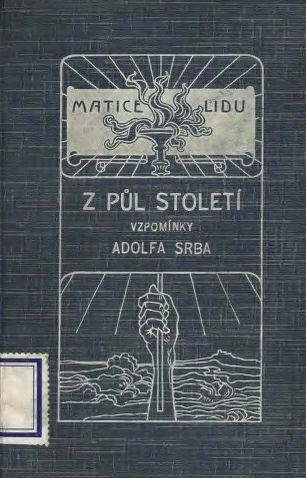 MATICE LIDU
Z PŮL STOLETÍ
VZPOMÍNKY
ADOLFA SRBA